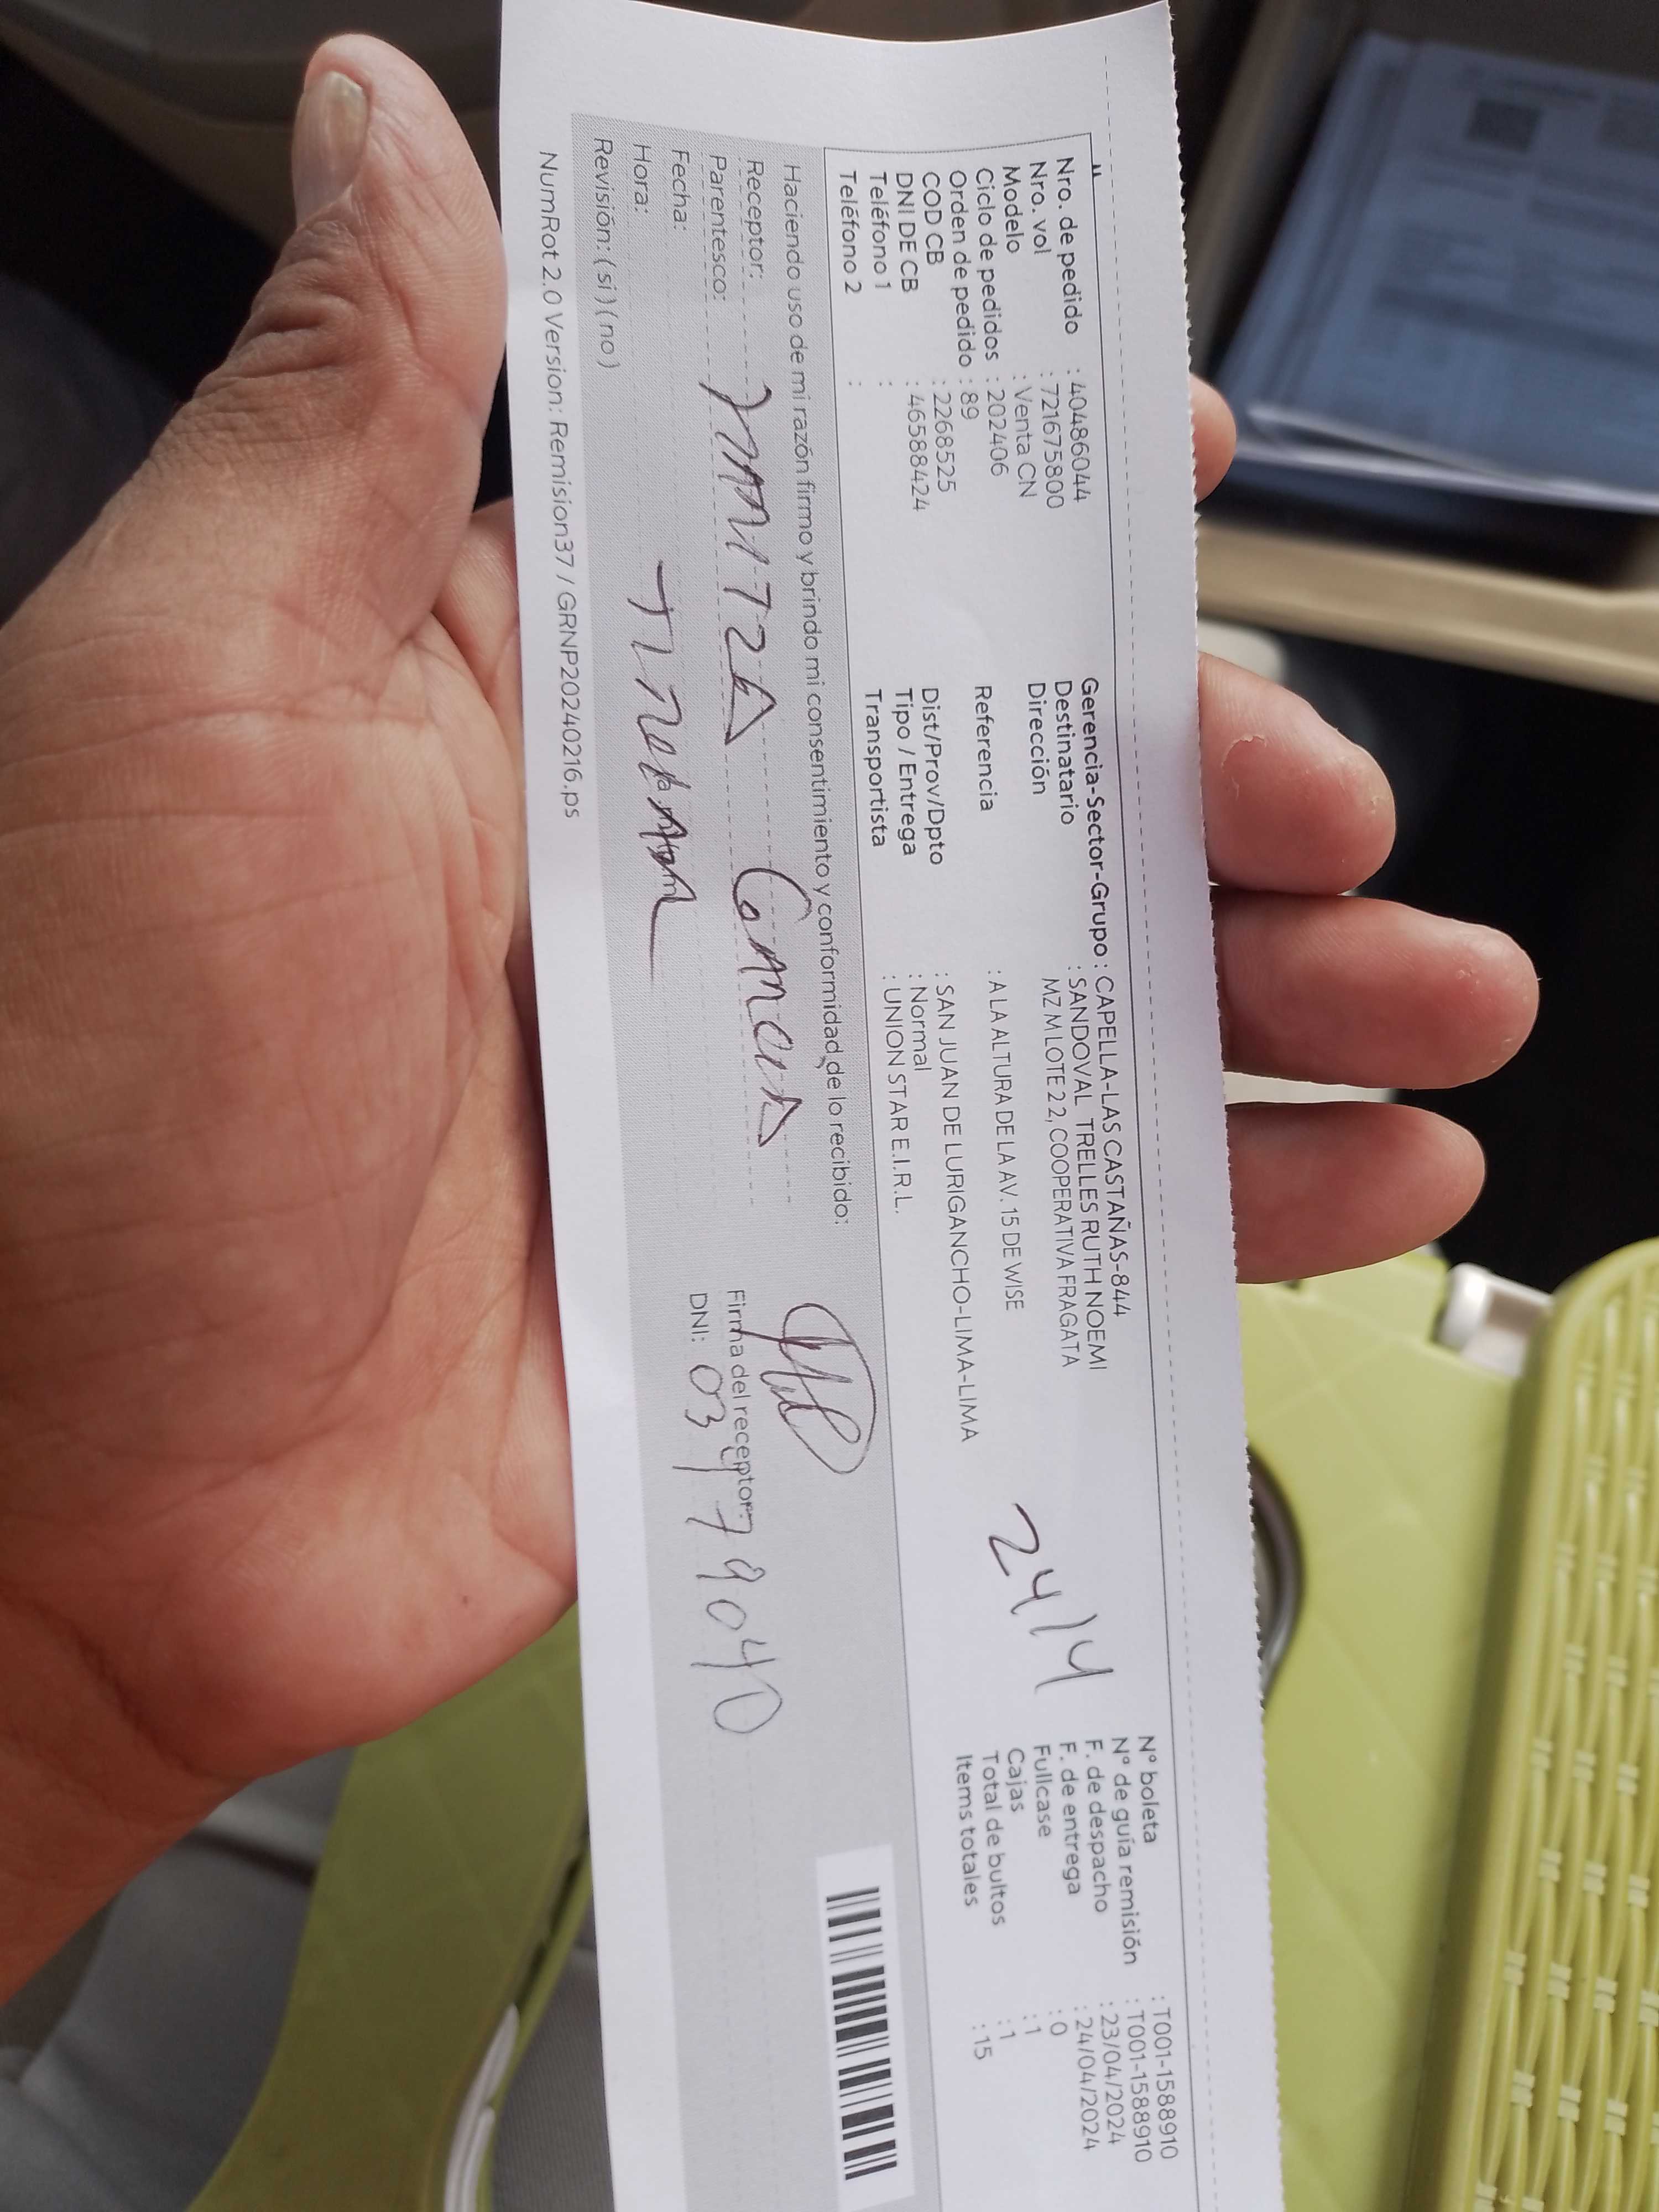 Nro. de pedido : 40486044
Nro. vol : 721675800
Modelo : Venta CN
Ciclo de pedidos : 202406
Orden de pedido : 89
COD CB : 2268525
DNI DE CB : 46588424
Teléfono 1 :
Teléfono 2 :
Gerencia-Sector-Grupo : CAPELLA-LAS CASTAÑAS-844
Destinatario : SANDOVAL TRELLES RUTH NOEMI
Dirección : MZ M LOTE 2 2, COOPERATIVA FRAGATA
Referencia : A LA ALTURA DE LA AV. 15 DE WISE
Dist/Prov/Dpto : SAN JUAN DE LURIGANCHO-LIMA-LIMA
Tipo / Entrega : Normal
Transportista : UNION STAR E.I.R.L.
24/4
N° boleta : T001-1588910
N° de guía remisión : T001-1588910
F. de despacho : 23/04/2024
F. de entrega : 24/04/2024
Fullcase : 0
Cajas : 1
Total de bultos : 1
Items totales : 15
Haciendo uso de mi razón firmo y brindo mi consentimiento y conformidad de lo recibido:
Receptor:
Parentesco:
Fecha:
Hora:
Revisión: ( si ) ( no )
Firma del receptor:
DNI:
NumRot 2.0 Version: Remision37 / GRNP20240216.ps